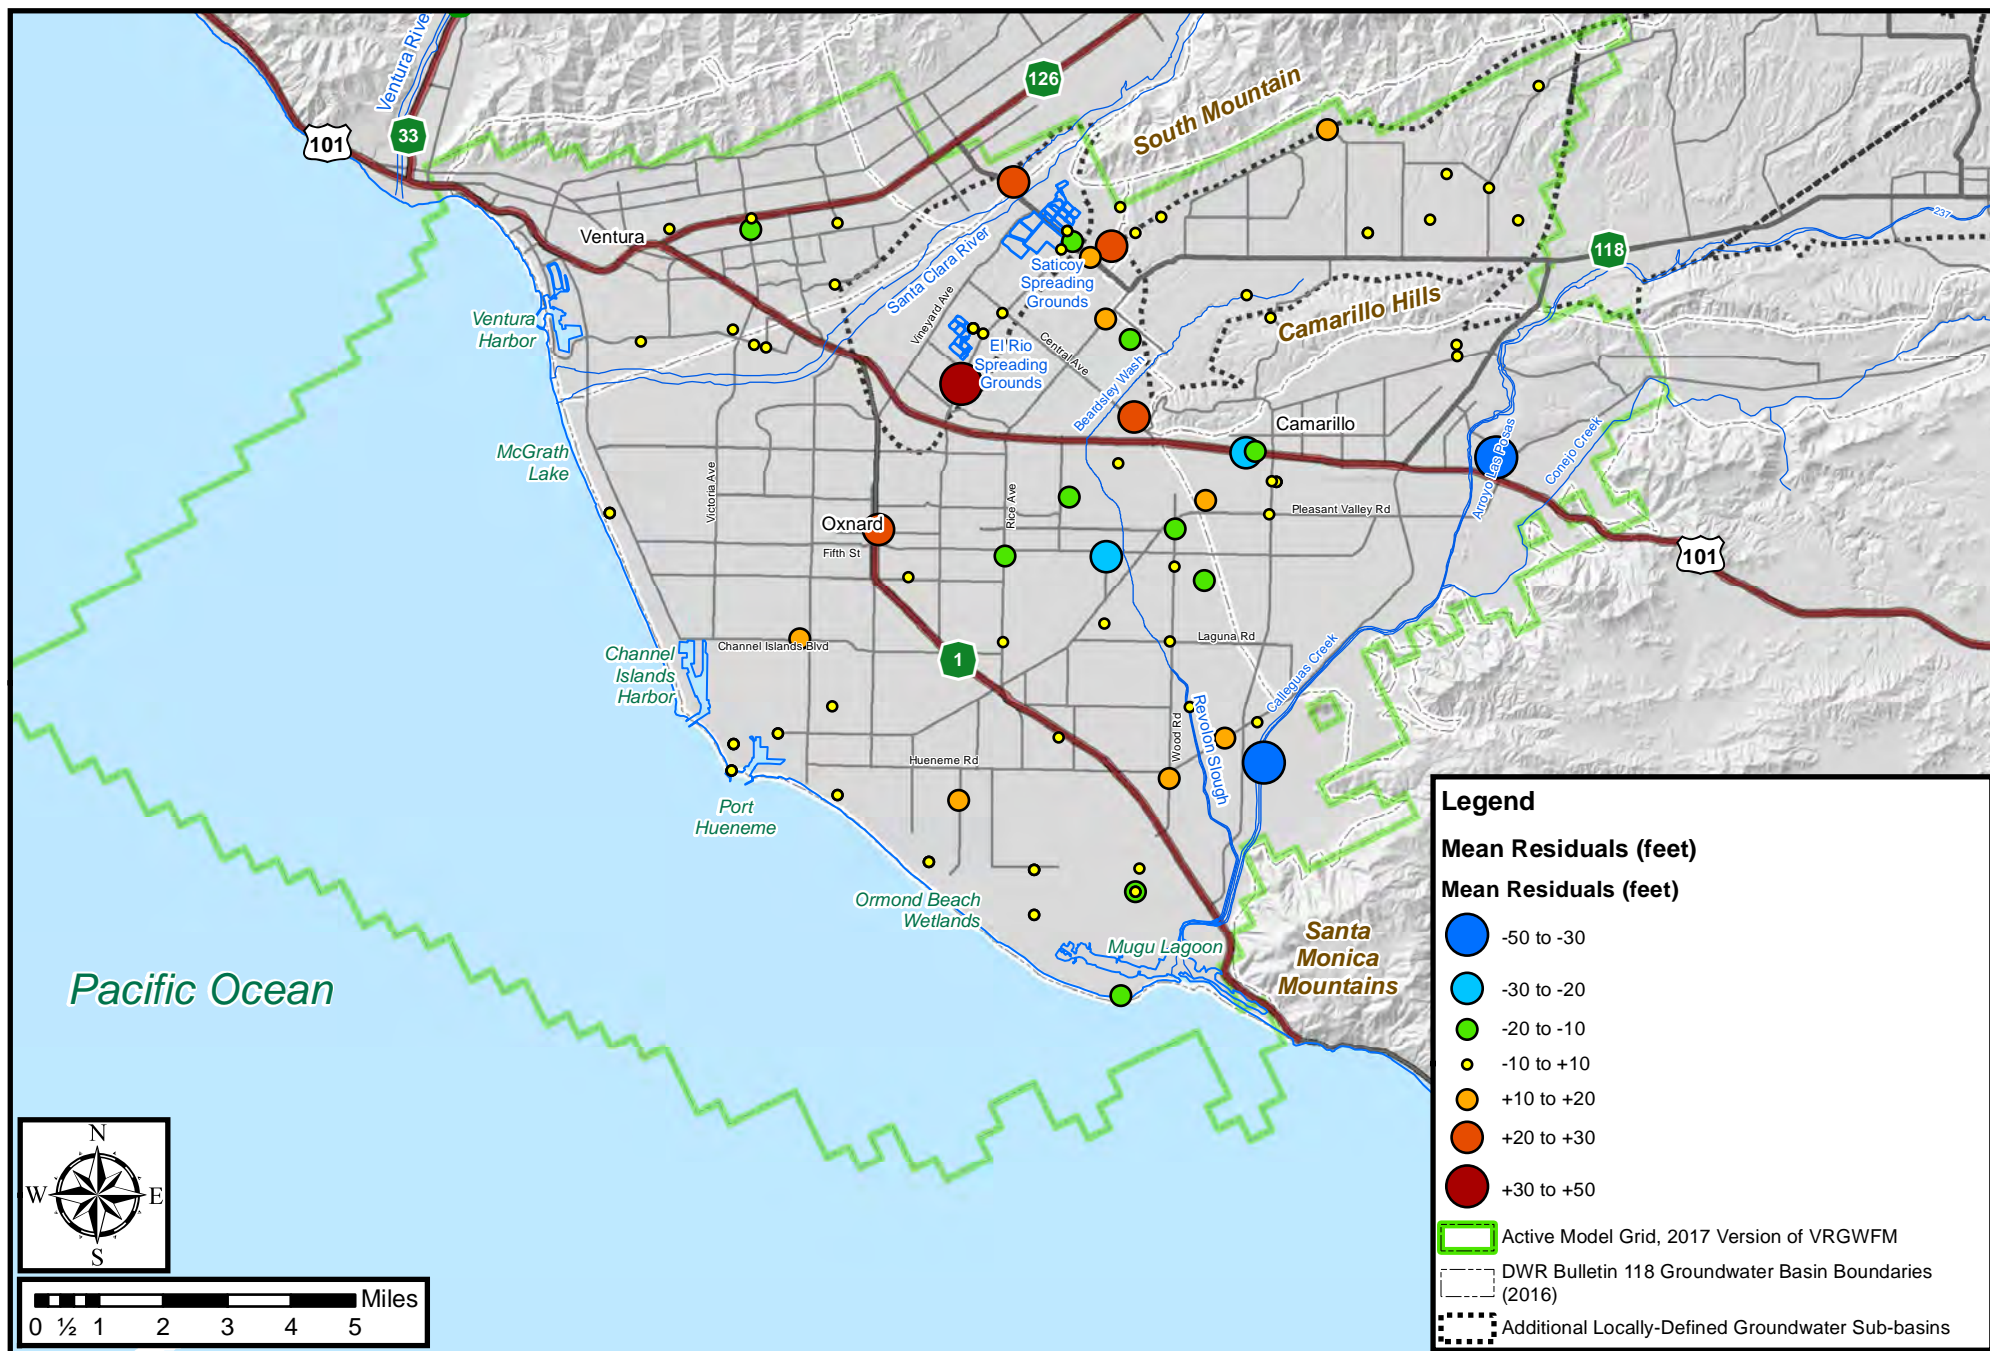 Ventura River
126
South Mountain
33
101
Ventura
Santa Clara River
Saticoy
Spreading
Grounds
118
237
Camarillo Hills
Ventura
Harbor
Vineyard Ave
El Rio
Spreading
Grounds
Central Ave
Beardsley Wash
Camarillo
McGrath
Lake
Victoria Ave
Rice Ave
Arroyo Las Posas
Conejo Creek
Pleasant Valley Rd
Oxnard
Fifth St
101
Channel Islands Blvd
Laguna Rd
Channel
Islands
Harbor
1
Calleguas Creek
Wood Rd
Revolon Slough
Hueneme Rd
Port
Hueneme
Ormond Beach
Wetlands
Mugu Lagoon
Santa
Monica
Mountains
Pacific Ocean
Legend
Mean Residuals (feet)
Mean Residuals (feet)
-50 to -30
-30 to -20
-20 to -10
-10 to +10
+10 to +20
+20 to +30
+30 to +50
Active Model Grid, 2017 Version of VRGWFM
DWR Bulletin 118 Groundwater Basin Boundaries
(2016)
Additional Locally-Defined Groundwater Sub-basins
N
W E
S
Miles
0 ½ 1 2 3 4 5